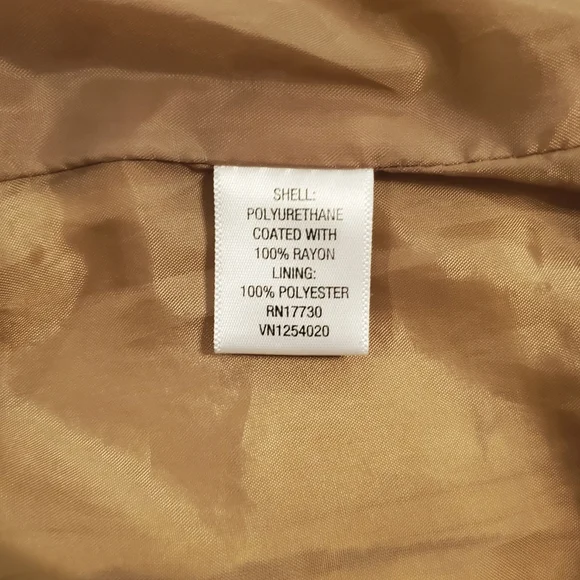 SHELL:
POLYURETHANE
COATED WITH
100% RAYON
LINING:
100% POLYESTER
RN17730
VN1254020